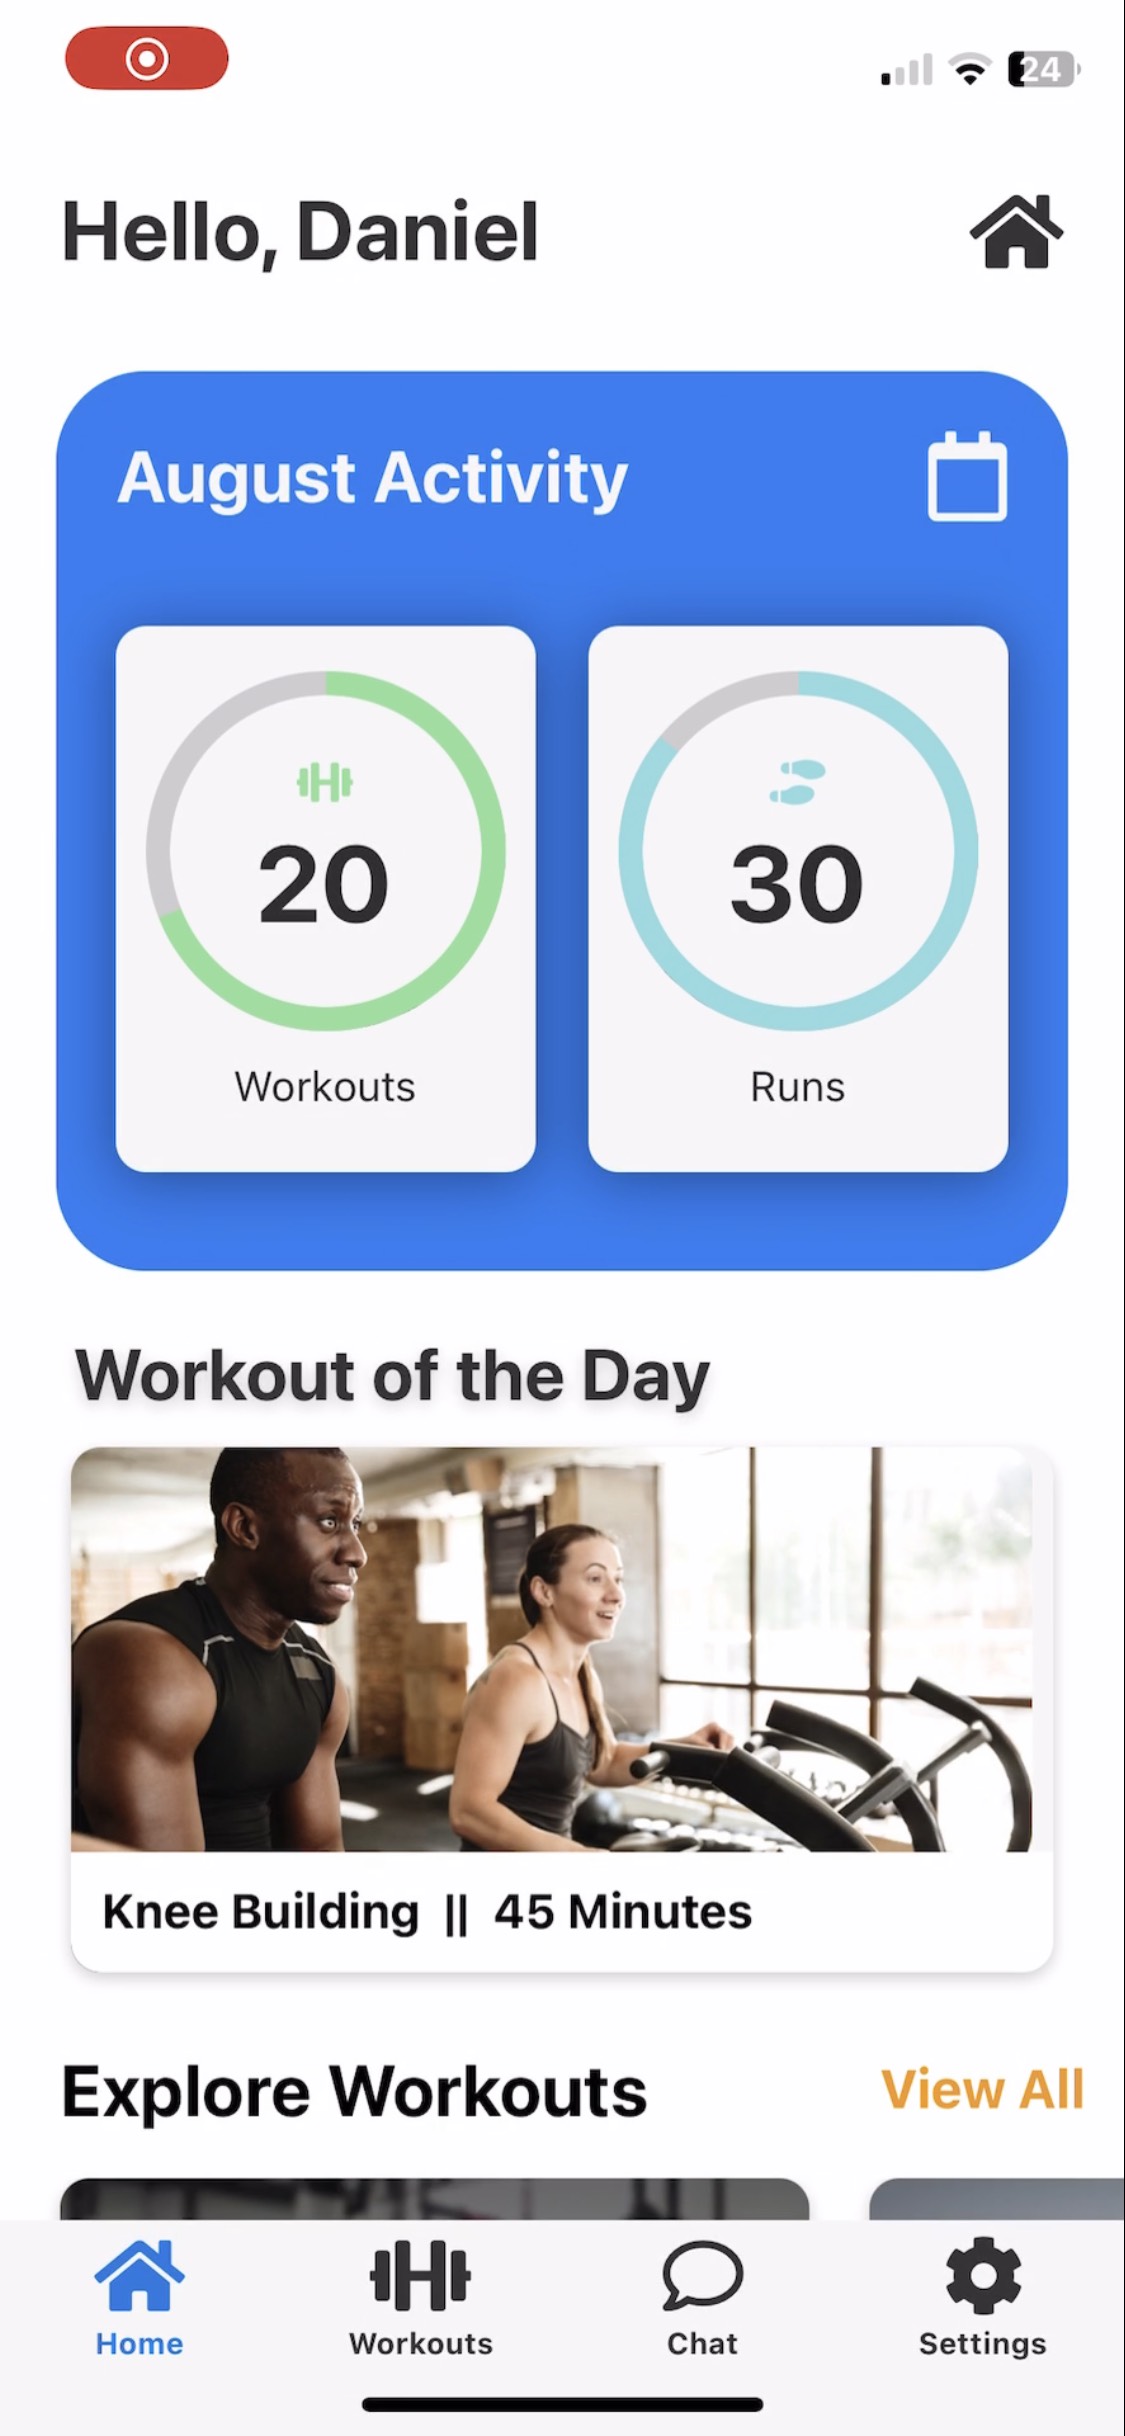 24
Hello, Daniel
August Activity
20
30
Workouts
Runs
Workout of the Day
Knee Building || 45 Minutes
Explore Workouts
View All
Home
Workouts
Chat
Settings